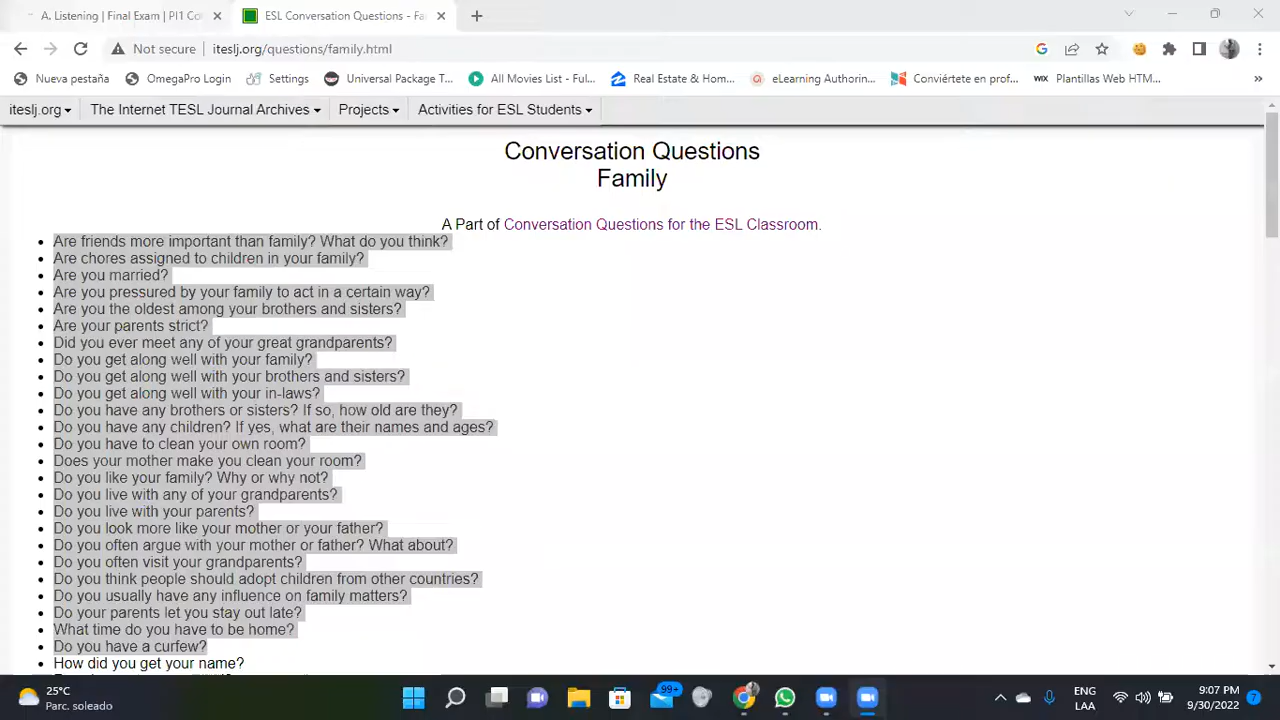 A. Listening | Final Exam | PI1 Co
ESL Conversation Questions - Fa
Not secure
iteslj.org/questions/family.html
Nueva pestaña
OmegaPro Login
Settings
Universal Package T...
All Movies List - Ful...
Real Estate & Hom...
eLearning Authorin...
WIX
Conviértete en prof...
Plantillas Web HTM...
iteslj.org
The Internet TESL Journal Archives
Projects
Activities for ESL Students
Conversation Questions
Family
A Part of Conversation Questions for the ESL Classroom.
Are friends more important than family? What do you think?
Are chores assigned to children in your family?
Are you married?
Are you pressured by your family to act in a certain way?
Are you the oldest among your brothers and sisters?
Are your parents strict?
Did you ever meet any of your great grandparents?
Do you get along well with your family?
Do you get along well with your brothers and sisters?
Do you get along well with your in-laws?
Do you have any brothers or sisters? If so, how old are they?
Do you have any children? If yes, what are their names and ages?
Do you have to clean your own room?
Does your mother make you clean your room?
Do you like your family? Why or why not?
Do you live with any of your grandparents?
Do you live with your parents?
Do you look more like your mother or your father?
Do you often argue with your mother or father? What about?
Do you often visit your grandparents?
Do you think people should adopt children from other countries?
Do you usually have any influence on family matters?
Do your parents let you stay out late?
What time do you have to be home?
Do you have a curfew?
How did you get your name?
25°C
Parc. soleado
99+
ENG
LAA
9:07 PM
9/30/2022
7